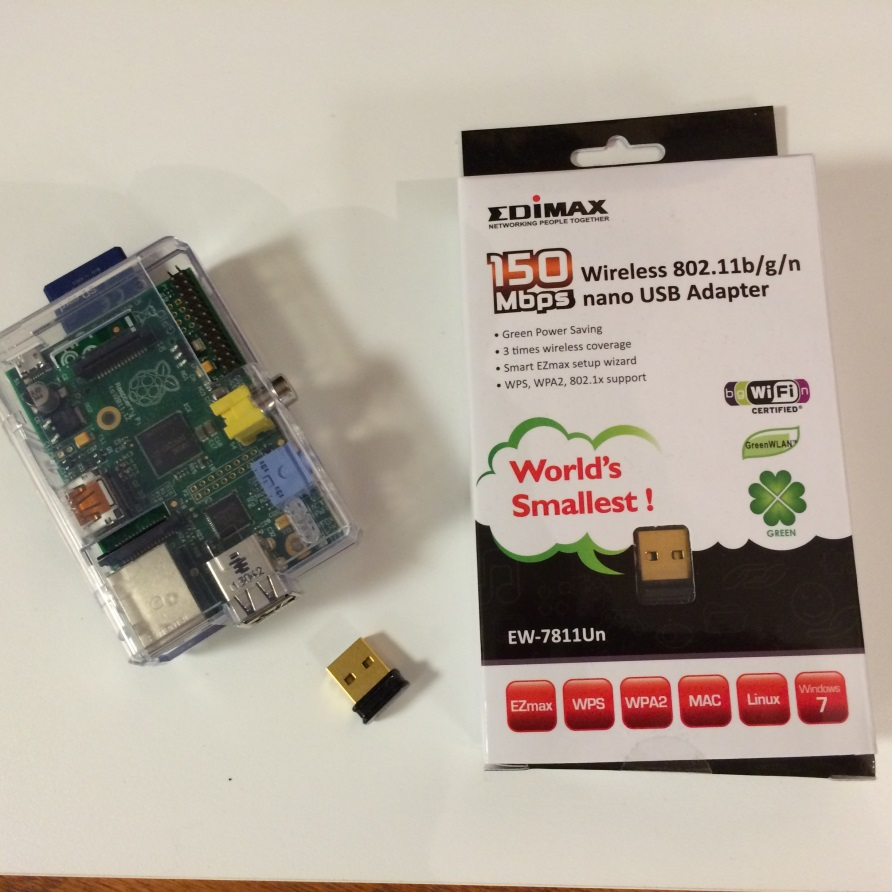 EDiMAX
NETWORKING PEOPLE TOGETHER
150
Mbps
Wireless 802.11b/g/n
nano USB Adapter
• Green Power Saving
• 3 times wireless coverage
• Smart EZmax setup wizard
• WPS, WPA2, 802.1x support
b g WiFi n
CERTIFIED®
GreenWLAN™
World's
Smallest !
GREEN
EW-7811Un
EZmax
WPS
WPA2
MAC
Linux
Windows
7